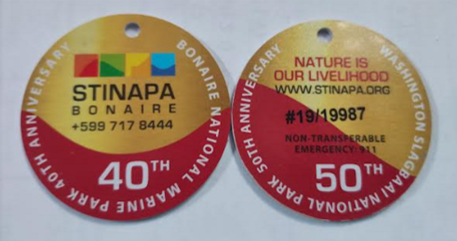 STINAPA
BONAIRE
+599 717 8444
40TH
BONAIRE NATIONAL MARINE PARK 40TH ANNIVERSARY
NATURE IS
OUR LIVELIHOOD
WWW.STINAPA.ORG
#19/19987
NON-TRANSFERABLE
EMERGENCY: 911
50TH
WASHINGTON SLAGBAAI NATIONAL PARK 50TH ANNIVERSARY